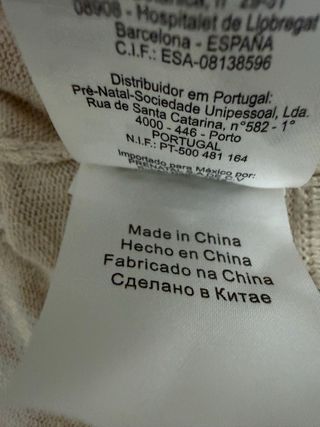 08908 - Hospitalet de Llobregat
Barcelona - ESPAÑA
C.I.F.: ESA-08138596
Distribuidor em Portugal:
Pré-Natal-Sociedade Unipessoal, Lda.
Rua de Santa Catarina, nº582 - 1º
4000 - 446 - Porto
PORTUGAL
N.I.F.: PT-500 481 164
Importado para México por:
Made in China
Hecho en China
Fabricado na China
Сделано в Китае